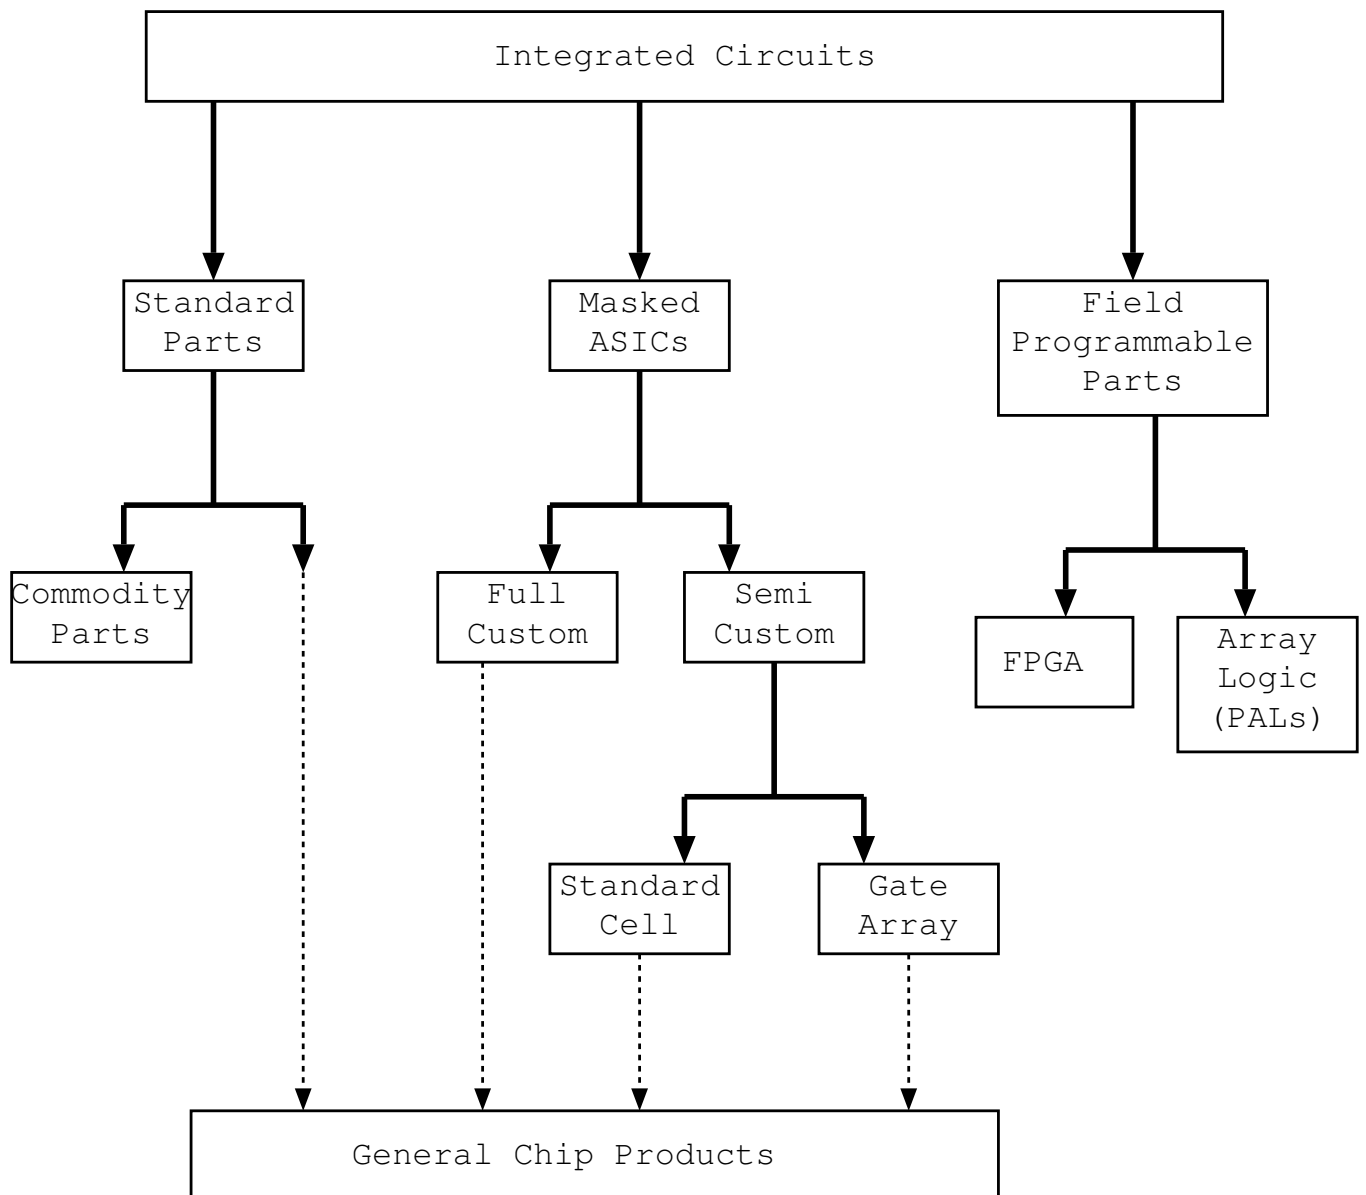 Integrated Circuits
Standard
Parts
Masked
ASICs
Field
Programmable
Parts
Commodity
Parts
Full
Custom
Semi
Custom
FPGA
Array
Logic
(PALs)
Standard
Cell
Gate
Array
General Chip Products